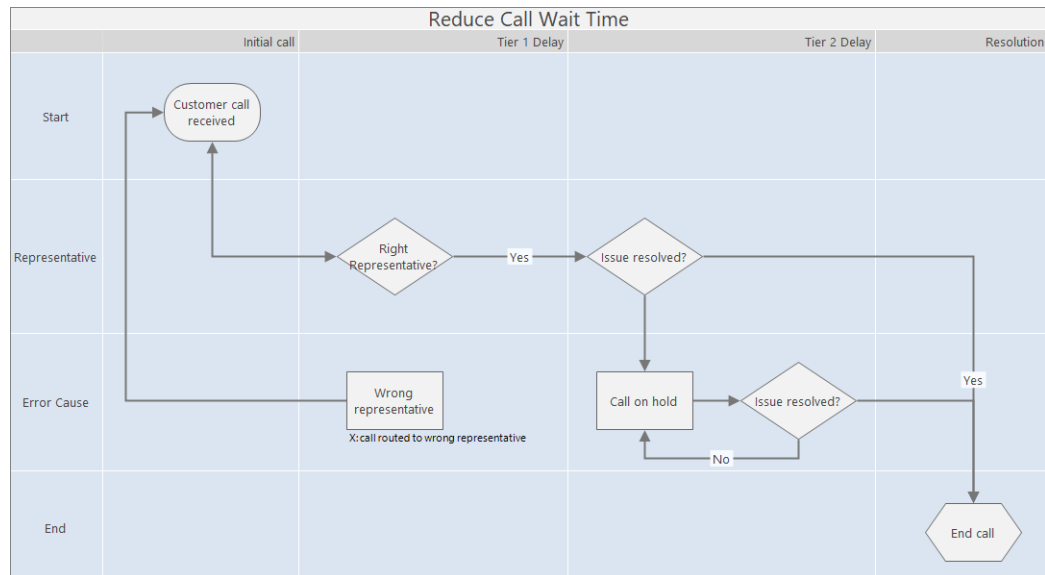 Reduce Call Wait Time
Initial call
Tier 1 Delay
Tier 2 Delay
Resolution
Start
Customer call
received
Representative
Right
Representative?
Yes
Issue resolved?
Yes
Error Cause
Wrong
representative
X: call routed to wrong representative
Call on hold
Issue resolved?
No
End
End call